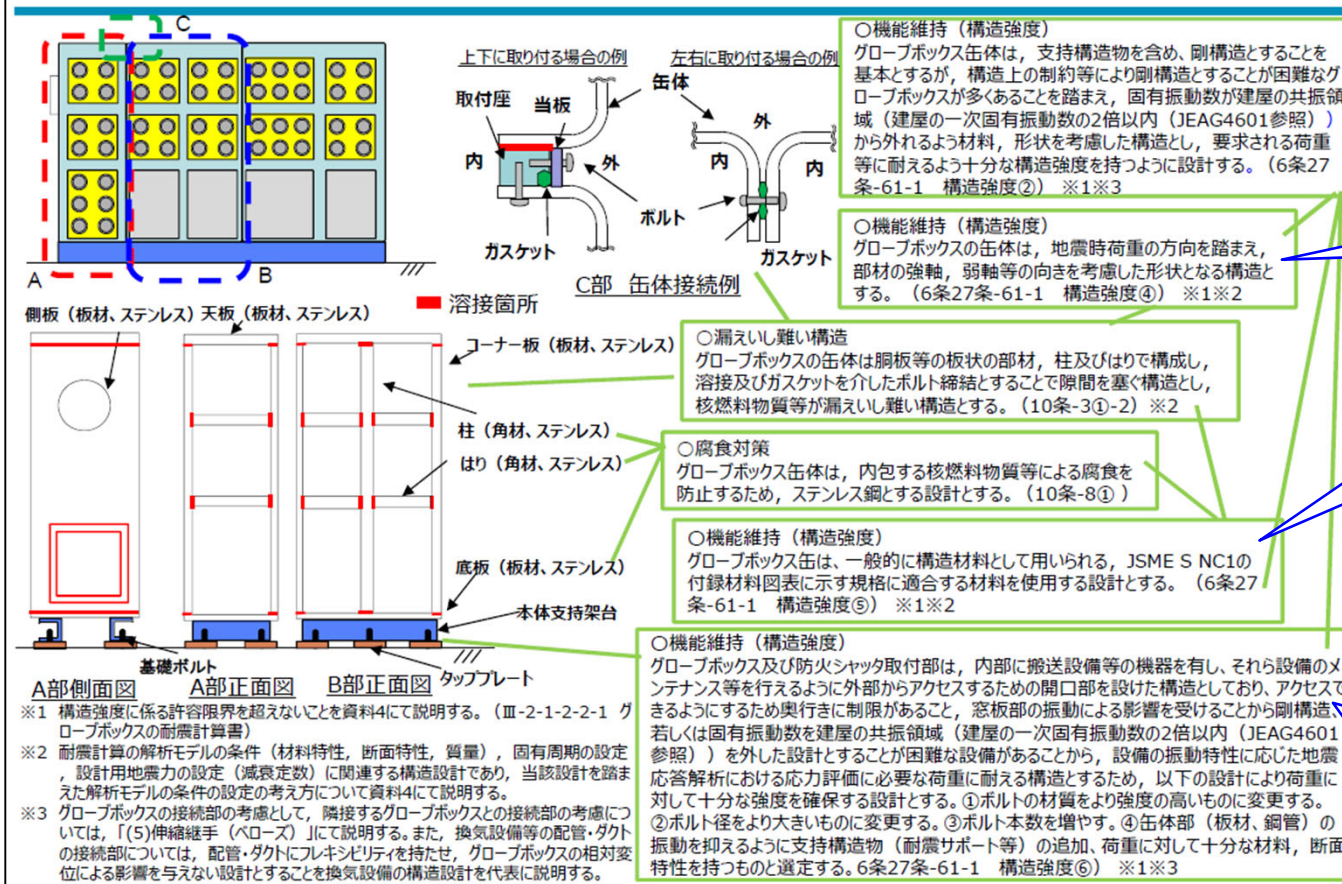 C
A
B
上下に取り付る場合の例
左右に取り付る場合の例
缶体
取付座
当板
内
外
外
内
内
ボルト
ガスケット
ガスケット
C部 缶体接続例
溶接箇所
側板（板材、ステンレス）
天板（板材、ステンレス）
コーナー板（板材、ステンレス）
柱（角材、ステンレス）
はり（角材、ステンレス）
底板（板材、ステンレス）
本体支持架台
基礎ボルト
タッププレート
A部側面図
A部正面図
B部正面図
○機能維持（構造強度）
グローブボックス缶体は，支持構造物を含め、剛構造とすることを
基本とするが，構造上の制約等により剛構造とすることが困難なグ
ローブボックスが多くあることを踏まえ，固有振動数が建屋の共振領
域（建屋の一次固有振動数の2倍以内（JEAG4601参照））
から外れるよう材料，形状を考慮した構造とし，要求される荷重
等に耐えるよう十分な構造強度を持つように設計する。（6条27
条-61-1 構造強度②） ※1※3
○機能維持（構造強度）
グローブボックスの缶体は，地震時荷重の方向を踏まえ，
部材の強軸，弱軸等の向きを考慮した形状となる構造と
する。（6条27条-61-1 構造強度④） ※1※2
○漏えいし難い構造
グローブボックスの缶体は胴板等の板状の部材，柱及びはりで構成し，
溶接及びガスケットを介したボルト締結とすることで隙間を塞ぐ構造とし，
核燃料物質等が漏えいし難い構造とする。（10条-3①-2）※2
○腐食対策
グローブボックス缶体は，内包する核燃料物質等による腐食を
防止するため，ステンレス鋼とする設計とする。（10条-8① ）
○機能維持（構造強度）
グローブボックス缶は、一般的に構造材料として用いられる，JSME S NC1の
付録材料図表に示す規格に適合する材料を使用する設計とする。（6条27
条-61-1 構造強度⑤） ※1※2
○機能維持（構造強度）
グローブボックス及び防火シャッタ取付部は，内部に搬送設備等の機器を有し、それら設備のメ
ンテナンス等を行えるように外部からアクセスするための開口部を設けた構造としており、アクセスで
きるようにするため奥行きに制限があること，窓板部の振動による影響を受けることから剛構造、
若しくは固有振動数を建屋の共振領域（建屋の一次固有振動数の2倍以内（JEAG4601
参照））を外した設計とすることが困難な設備があることから，設備の振動特性に応じた地震
応答解析における応力評価に必要な荷重に耐える構造とするため，以下の設計により荷重に
対して十分な強度を確保する設計とする。①ボルトの材質をより強度の高いものに変更する。
②ボルト径をより大きいものに変更する。③ボルト本数を増やす。④缶体部（板材、鋼管）の
振動を抑えるように支持構造物（耐震サポート等）の追加、荷重に対して十分な材料，断面
特性を持つものと選定する。6条27条-61-1 構造強度⑥） ※1※3
※1 構造強度に係る許容限界を超えないことを資料4にて説明する。（Ⅲ-2-1-2-2-1 グ
ローブボックスの耐震計算書）
※2 耐震計算の解析モデルの条件（材料特性，断面特性，質量），固有周期の設定
，設計用地震力の設定（減衰定数）に関連する構造設計であり，当該設計を踏ま
えた解析モデルの条件の設定の考え方について資料4にて説明する。
※3 グローブボックスの接続部の考慮として，隣接するグローブボックスとの接続部の考慮につ
いては，「(5)伸縮継手（ベローズ）」にて説明する。また，換気設備等の配管・ダクト
の接続部については，配管・ダクトにフレキシビリティを持たせ，グローブボックスの相対変
位による影響を与えない設計とすることを換気設備の構造設計を代表に説明する。